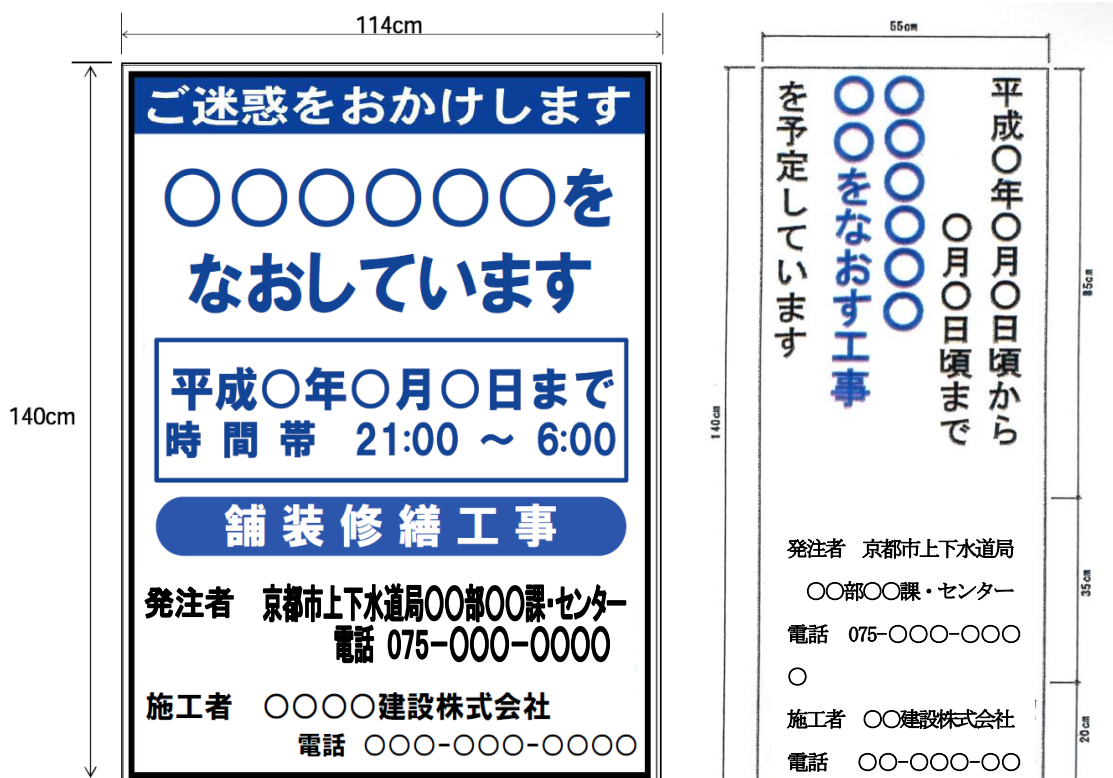 114cm
140cm
ご迷惑をおかけします
〇〇〇〇〇〇を
なおしています
平成〇年〇月〇日まで
時間帯 21:00 ～ 6:00
舗装修繕工事
発注者 京都市上下水道局〇〇部〇〇課・センター
電話 075-〇〇〇-〇〇〇〇
施工者 〇〇〇〇建設株式会社
電話 〇〇〇-〇〇〇-〇〇〇〇
55cm
140cm
平成〇年〇月〇日頃から
〇月〇日頃まで
〇〇〇〇〇〇
〇〇をなおす工事
を予定しています
85cm
発注者 京都市上下水道局
〇〇部〇〇課・センター
電話 075-〇〇〇-〇〇〇
〇
35cm
施工者 〇〇建設株式会社
電話 〇〇-〇〇〇-〇〇
20cm